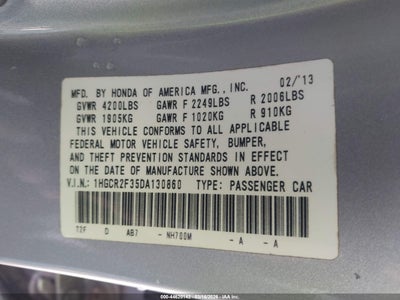 MFD. BY HONDA OF AMERICA MFG., INC. 02/'13
GVWR 4200LBS GAWR F 2249LBS R 2006LBS
GVWR 1905KG GAWR F 1020KG R 910KG
THIS VEHICLE CONFORMS TO ALL APPLICABLE
FEDERAL MOTOR VEHICLE SAFETY, BUMPER,
AND THEFT PREVENTION STANDARDS IN EFFECT
ON THE DATE OF MANUFACTURE SHOWN ABOVE.
V.I.N.: 1HGCR2F35DA130860 TYPE: PASSENGER CAR
T2F D AB7 NH700M - A - A